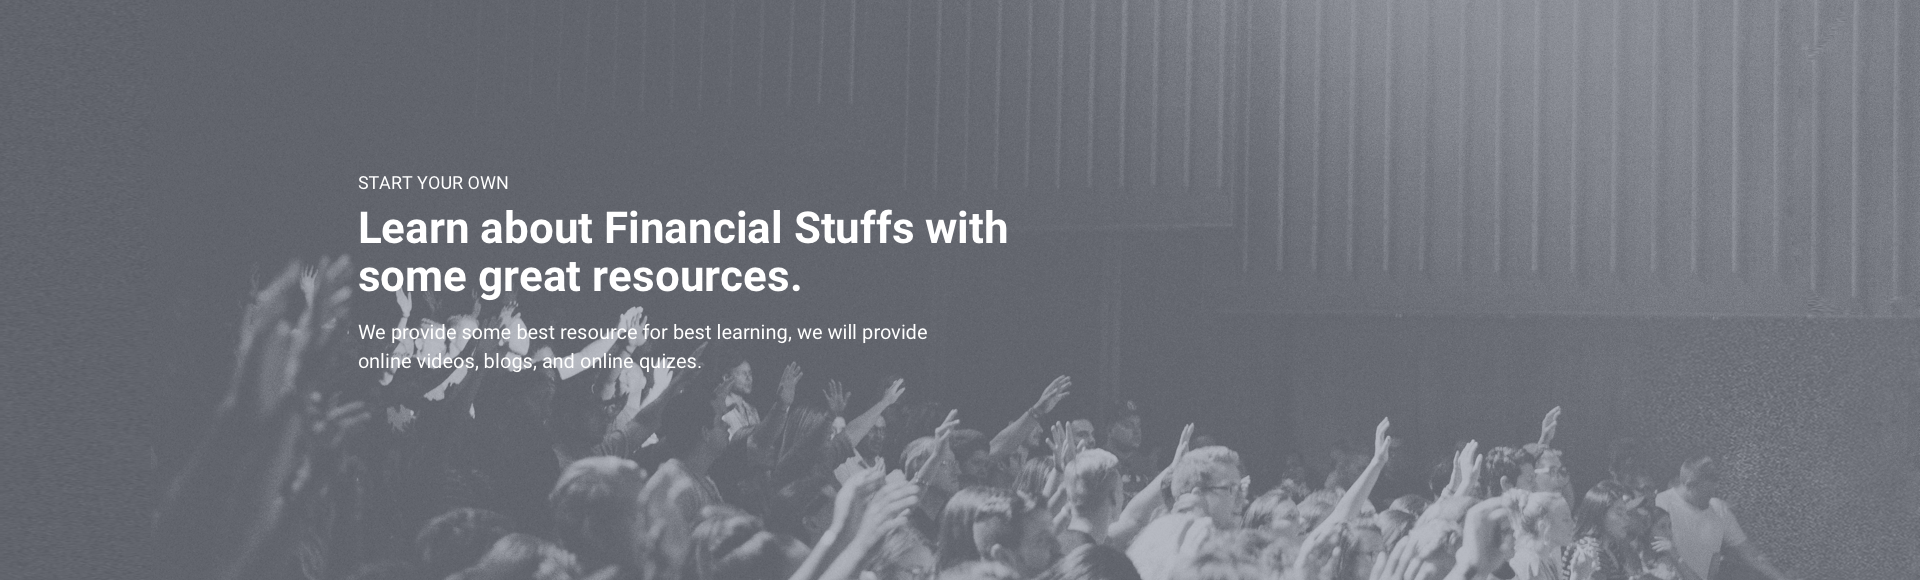 START YOUR OWN
Learn about Financial Stuffs with
some great resources.
We provide some best resource for best learning, we will provide
online videos, blogs, and online quizes.